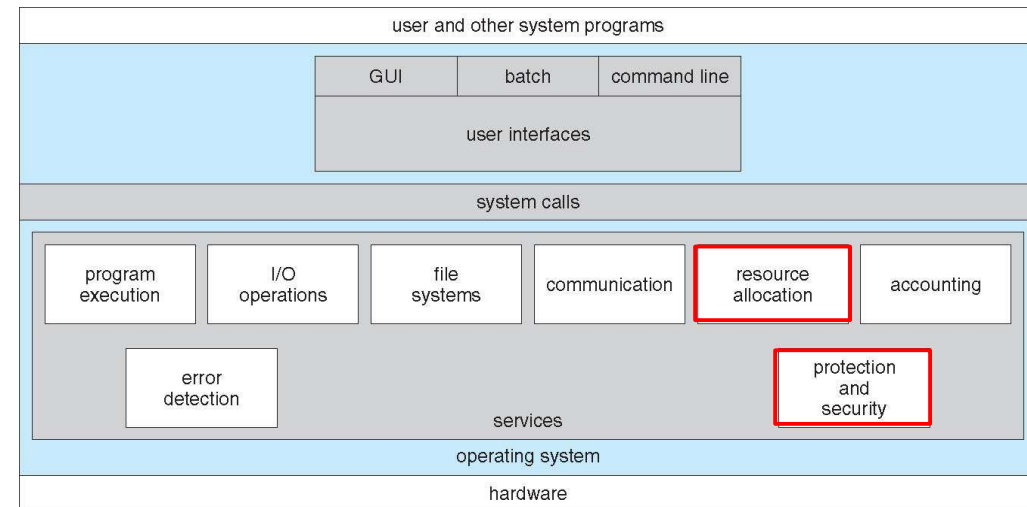 user and other system programs
GUI
batch
command line
user interfaces
system calls
program
execution
I/O
operations
file
systems
communication
resource
allocation
accounting
error
detection
protection
and
security
services
operating system
hardware